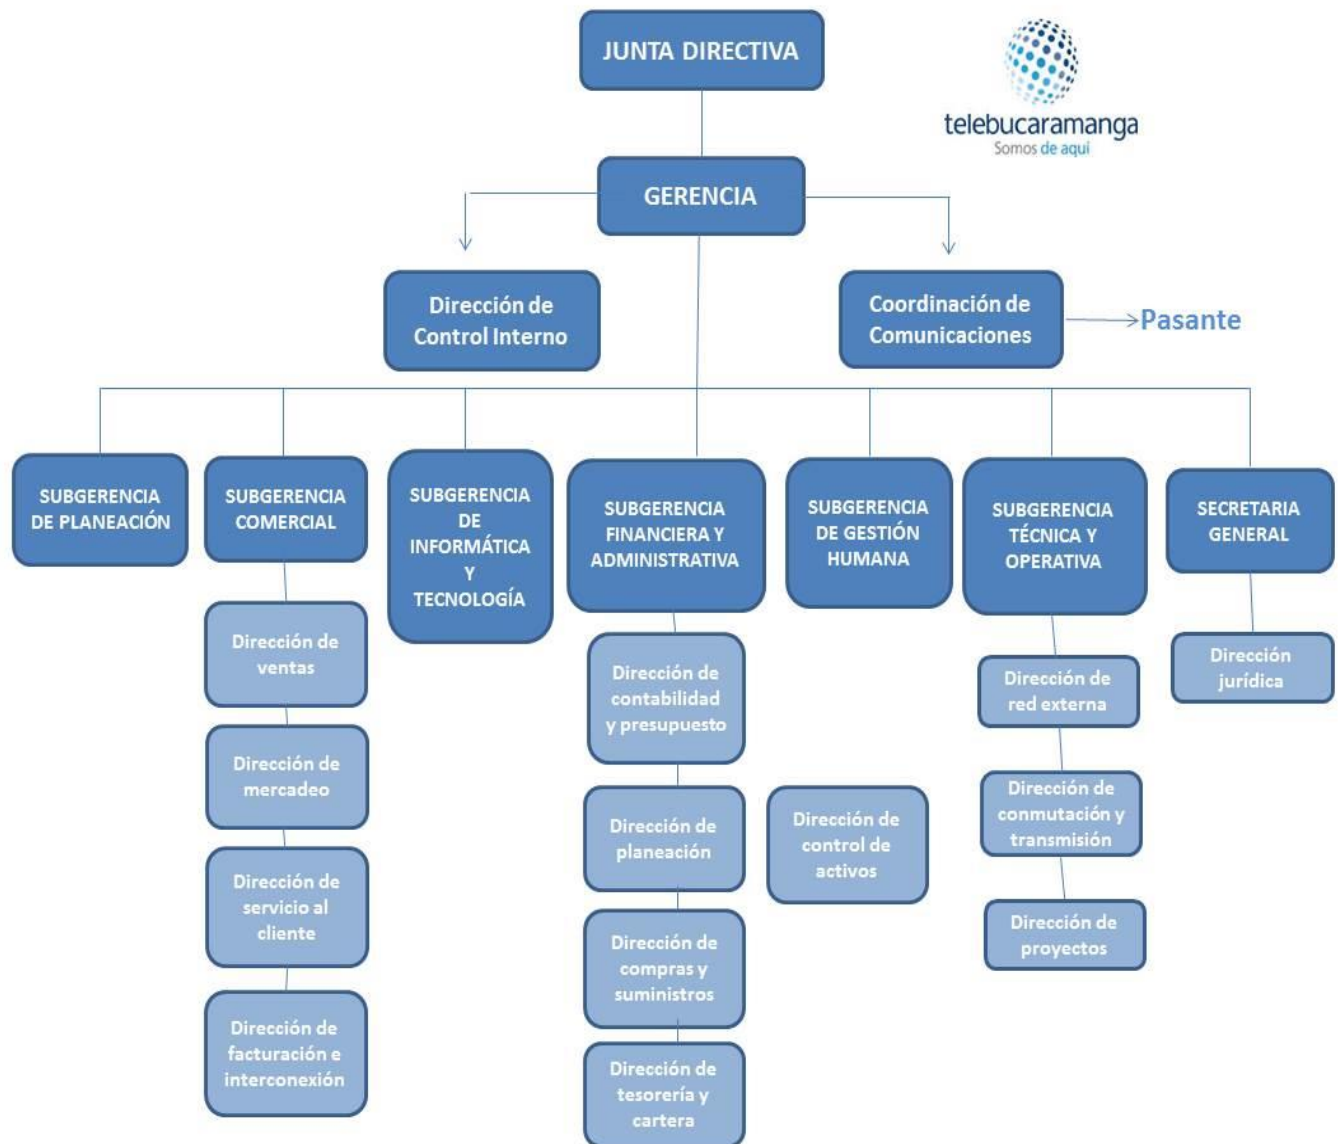 JUNTA DIRECTIVA
telebucaramanga
Somos de aquí
GERENCIA
Dirección de
Control Interno
Coordinación de
Comunicaciones
Pasante
SUBGERENCIA
DE PLANEACIÓN
SUBGERENCIA
COMERCIAL
SUBGERENCIA
DE
INFORMÁTICA
Y
TECNOLOGÍA
SUBGERENCIA
FINANCIERA Y
ADMINISTRATIVA
SUBGERENCIA
DE GESTIÓN
HUMANA
SUBGERENCIA
TÉCNICA Y
OPERATIVA
SECRETARIA
GENERAL
Dirección de
ventas
Dirección de
mercadeo
Dirección de
servicio al
cliente
Dirección de
facturación e
interconexión
Dirección de
contabilidad
y presupuesto
Dirección de
planeación
Dirección de
compras y
suministros
Dirección de
tesorería y
cartera
Dirección de
control de
activos
Dirección de
red externa
Dirección de
conmutación y
transmisión
Dirección de
proyectos
Dirección
jurídica